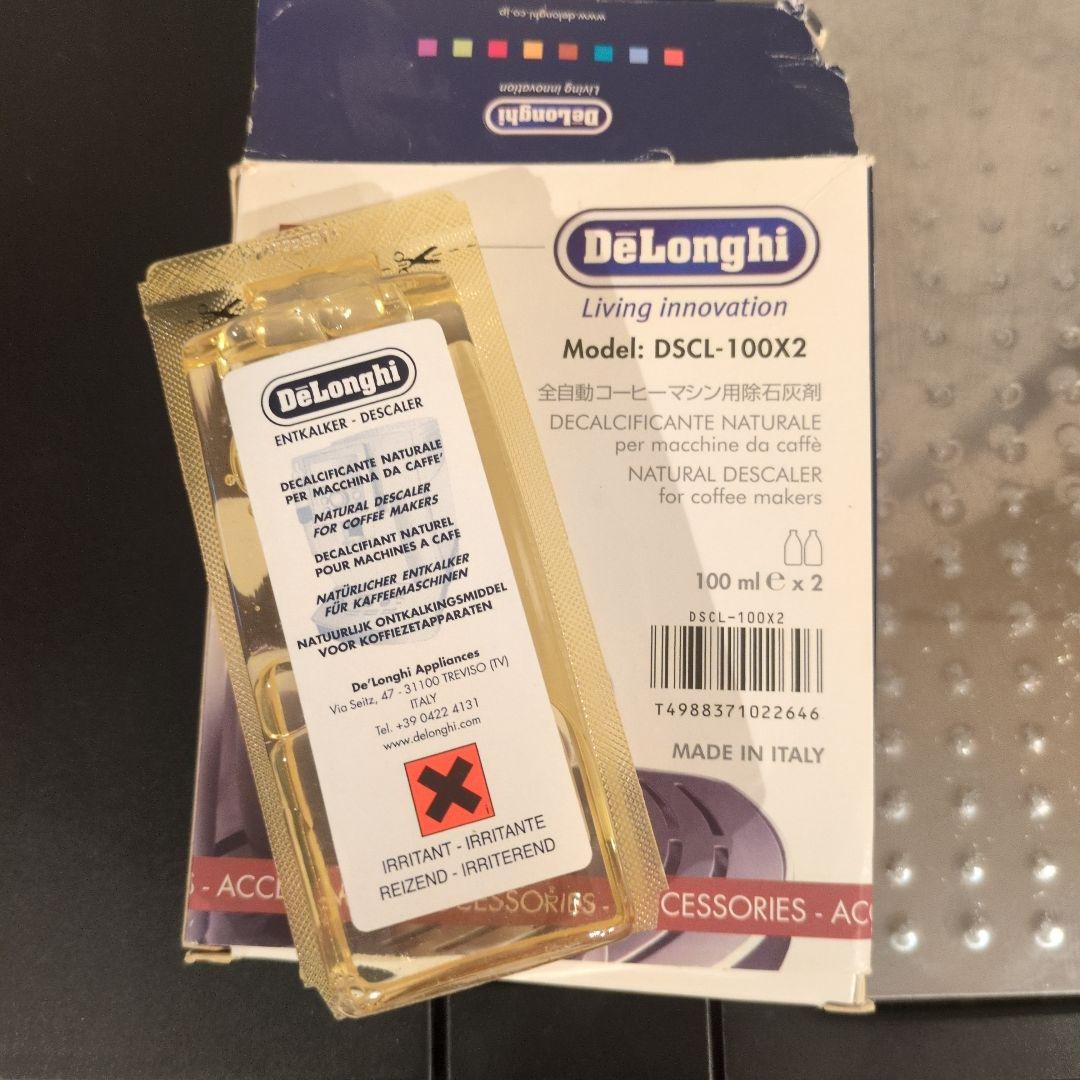 www.delonghi.co.jp
Living innovation
DeLonghi
DēLonghi
Living innovation
Model: DSCL-100X2
全自動コーヒーマシン用除石灰剤
DECALCIFICANTE NATURALE
per macchine da caffè
NATURAL DESCALER
for coffee makers
100 ml e x 2
DSCL-100X2
T4988371022646
MADE IN ITALY
DēLonghi
ENTKALKER - DESCALER
DECALCIFICANTE NATURALE
PER MACCHINA DA CAFFE'
NATURAL DESCALER
FOR COFFEE MAKERS
DECALCIFIANT NATUREL
POUR MACHINES A CAFE
NATÜRLICHER ENTKALKER
FÜR KAFFEEMASCHINEN
NATUURLIJK ONTKALKINGSMIDDEL
VOOR KOFFIEZETAPPARATEN
De'Longhi Appliances
Via Seitz, 47 - 31100 TREVISO (TV)
ITALY
Tel. +39 0422 4131
www.delonghi.com
IRRITANT - IRRITANTE
REIZEND - IRRITEREND
S - ACCE CESSORIES - CESSORIES - ACC